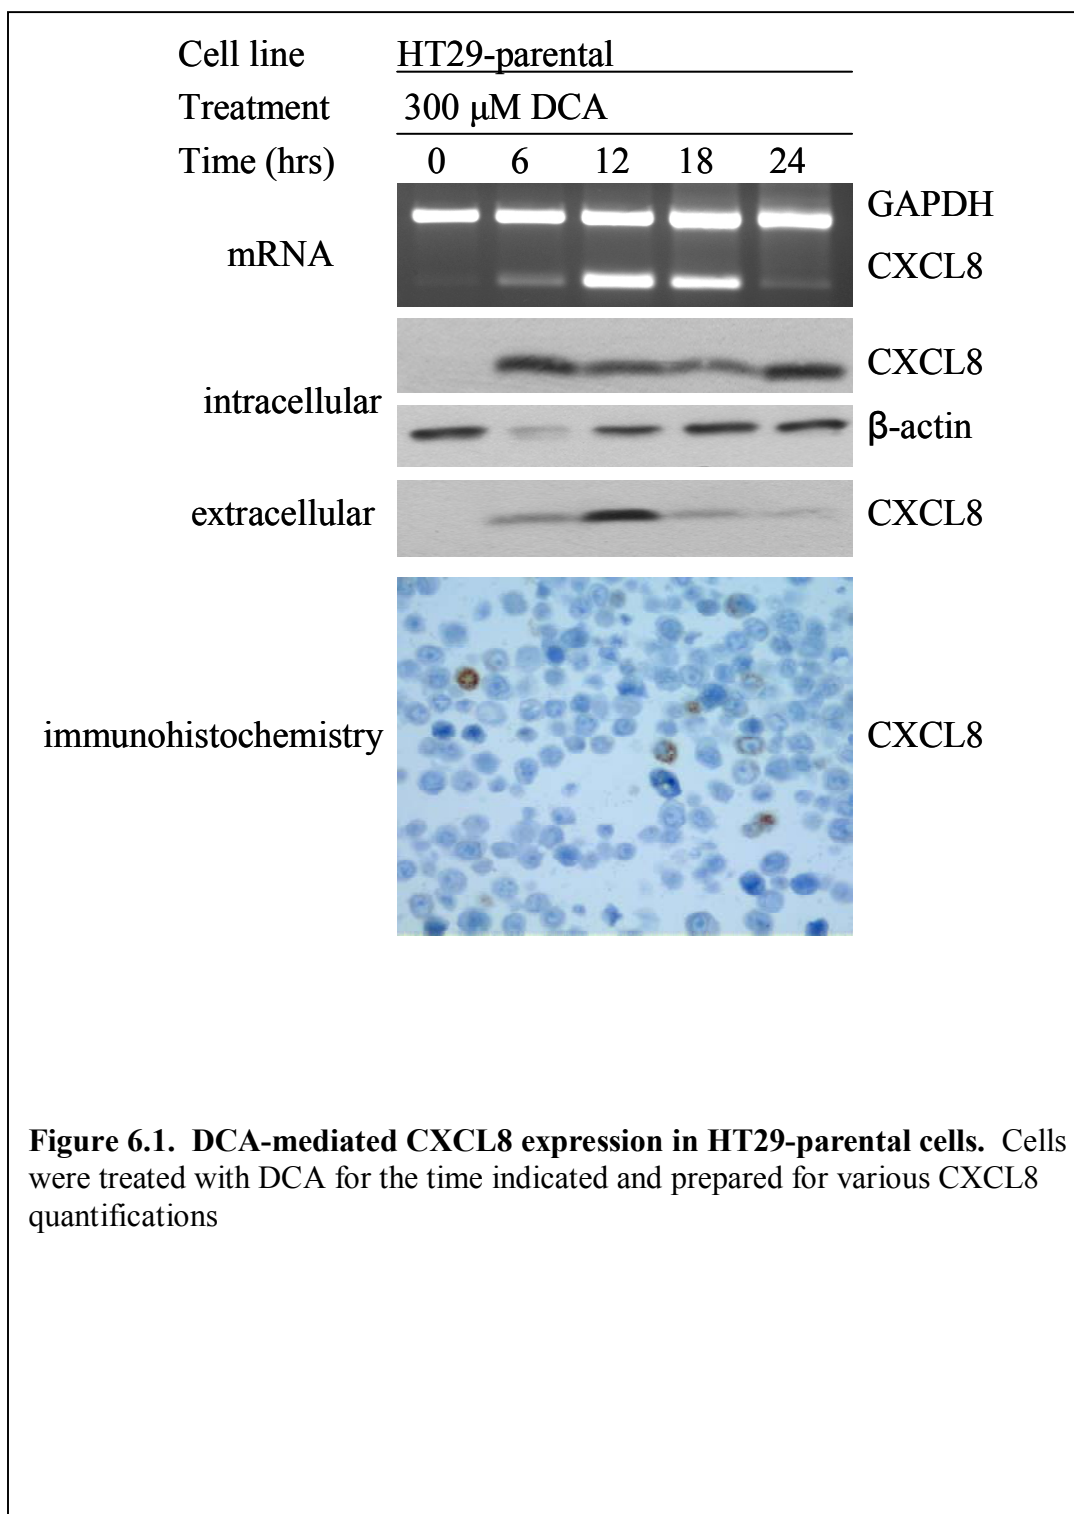 Cell line HT29-parental
Treatment 300 μM DCA
Time (hrs) 0 6 12 18 24
GAPDH
mRNA
CXCL8
CXCL8
intracellular
β-actin
extracellular CXCL8
immunohistochemistry CXCL8
Figure 6.1. DCA-mediated CXCL8 expression in HT29-parental cells. Cells
were treated with DCA for the time indicated and prepared for various CXCL8
quantifications